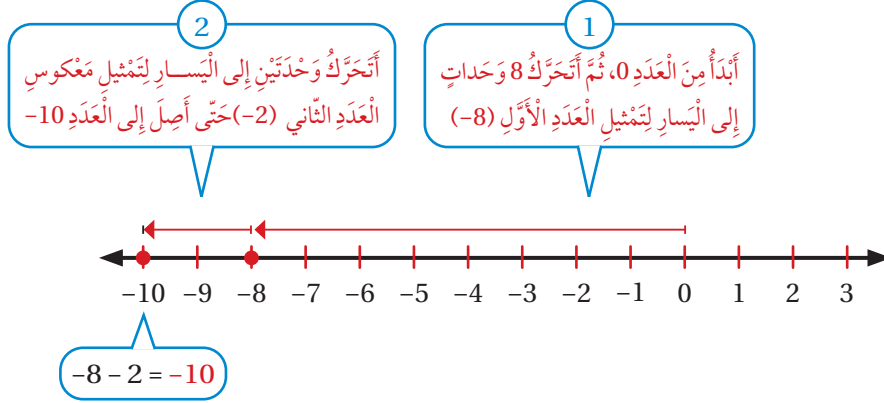 1
أَبْدَأُ مِنَ الْعَدَدِ 0، ثُمَّ أَتَحَرَّكُ 8 وَحَداتٍ
إِلى الْيَسارِ لِتَمْثيلِ الْعَدَدِ الْأَوَّلِ (8–)
2
أَتَحَرَّكُ وَحْدَتَيْنِ إِلى الْيَســـارِ لِتَمْثيلِ مَعْكوسِ
الْعَدَدِ الثّاني (2–) حَتّى أَصِلَ إِلى الْعَدَدِ 10–
–10 –9 –8 –7 –6 –5 –4 –3 –2 –1 0 1 2 3
–8 – 2 = –10